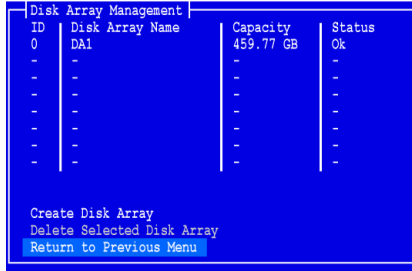 Disk Array Management
ID Disk Array Name Capacity Status
0 DA1 459.77 GB Ok
- - - -
- - - -
- - - -
- - - -
- - - -
- - - -
- - - -
Create Disk Array
Delete Selected Disk Array
Return to Previous Menu